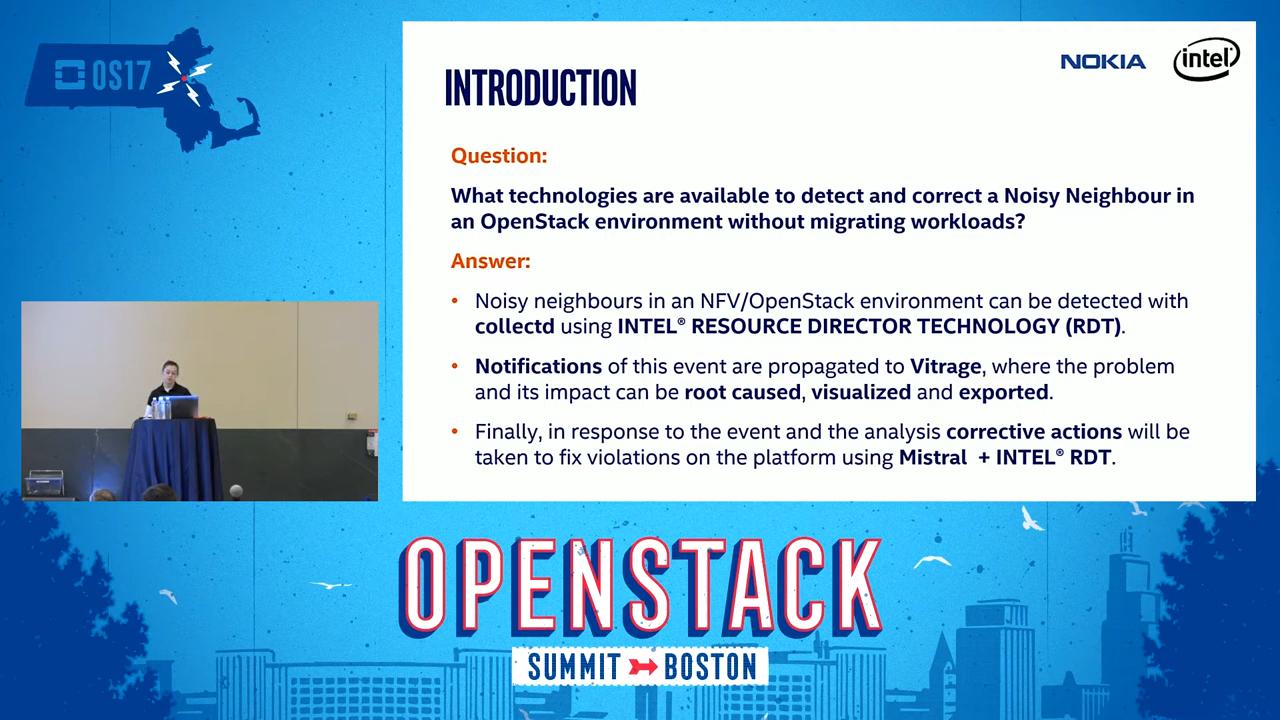 OS17
NOKIA
intel
INTRODUCTION
Question:
What technologies are available to detect and correct a Noisy Neighbour in
an OpenStack environment without migrating workloads?
Answer:
• Noisy neighbours in an NFV/OpenStack environment can be detected with
collectd using INTEL® RESOURCE DIRECTOR TECHNOLOGY (RDT).
• Notifications of this event are propagated to Vitrage, where the problem
and its impact can be root caused, visualized and exported.
• Finally, in response to the event and the analysis corrective actions will be
taken to fix violations on the platform using Mistral + INTEL® RDT.
OPENSTACK
SUMMIT BOSTON